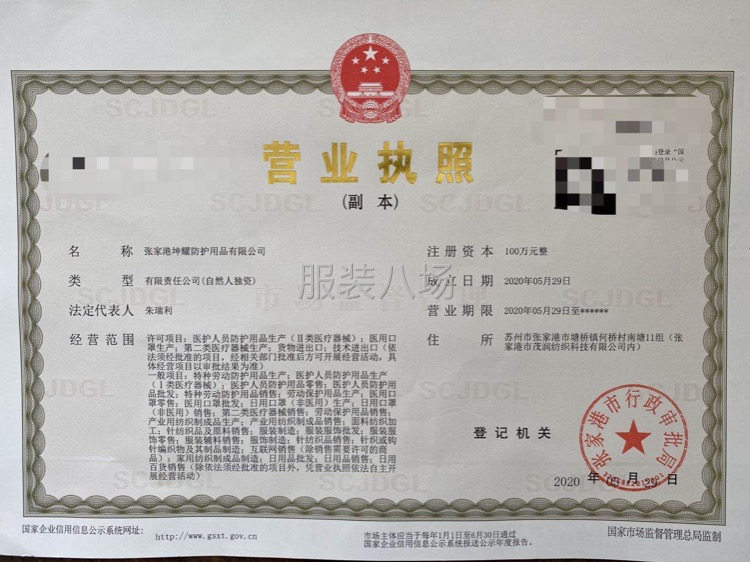 营业执照
(副本)
登录“国
名称 张家港坤耀防护用品有限公司
类型 有限责任公司(自然人独资)
法定代表人 朱瑞利
经营范围 许可项目：医护人员防护用品生产（Ⅱ类医疗器械）；医用口
罩生产；第二类医疗器械生产；货物进出口；技术进出口（依
法须经批准的项目，经相关部门批准后方可开展经营活动，具
体经营项目以审批结果为准）
一般项目：特种劳动防护用品生产；医护人员防护用品生产
（Ⅰ类医疗器械）；医护人员防护用品零售；医护人员防护用
品批发；特种劳动防护用品销售；劳动保护用品生产；医用口
罩零售；医用口罩批发；日用口罩（非医用）生产；日用口罩
（非医用）销售；第二类医疗器械销售；劳动保护用品销售；
产业用纺织制成品生产；产业用纺织制成品销售；面料纺织加
工；针纺织品及原料销售；服装制造；服装服饰批发；服装服
饰零售；服装辅料销售；服饰制造；针纺织品销售；针织或钩
针编织物及其制品制造；互联网销售（除销售需要许可的商
品）；家用纺织制成品制造；日用品批发；日用品销售；日用
百货销售（除依法须经批准的项目外，凭营业执照依法自主开
展经营活动）
注册资本 100万元整
成立日期 2020年05月29日
营业期限 2020年05月29日至******
住所 苏州市张家港市塘桥镇何桥村南塘11组（张
家港市茂润纺织科技有限公司内）
登记机关
张家港市行政审批局
2020 年 05 月 29 日
国家企业信用信息公示系统网址：
http://www.gsxt.gov.cn
市场主体应当于每年1月1日至6月30日通过
国家企业信用信息公示系统报送公示年度报告。
国家市场监督管理总局监制
服装八场
SCJDGL
SCJDGL
SCJDGL
SCJDGL